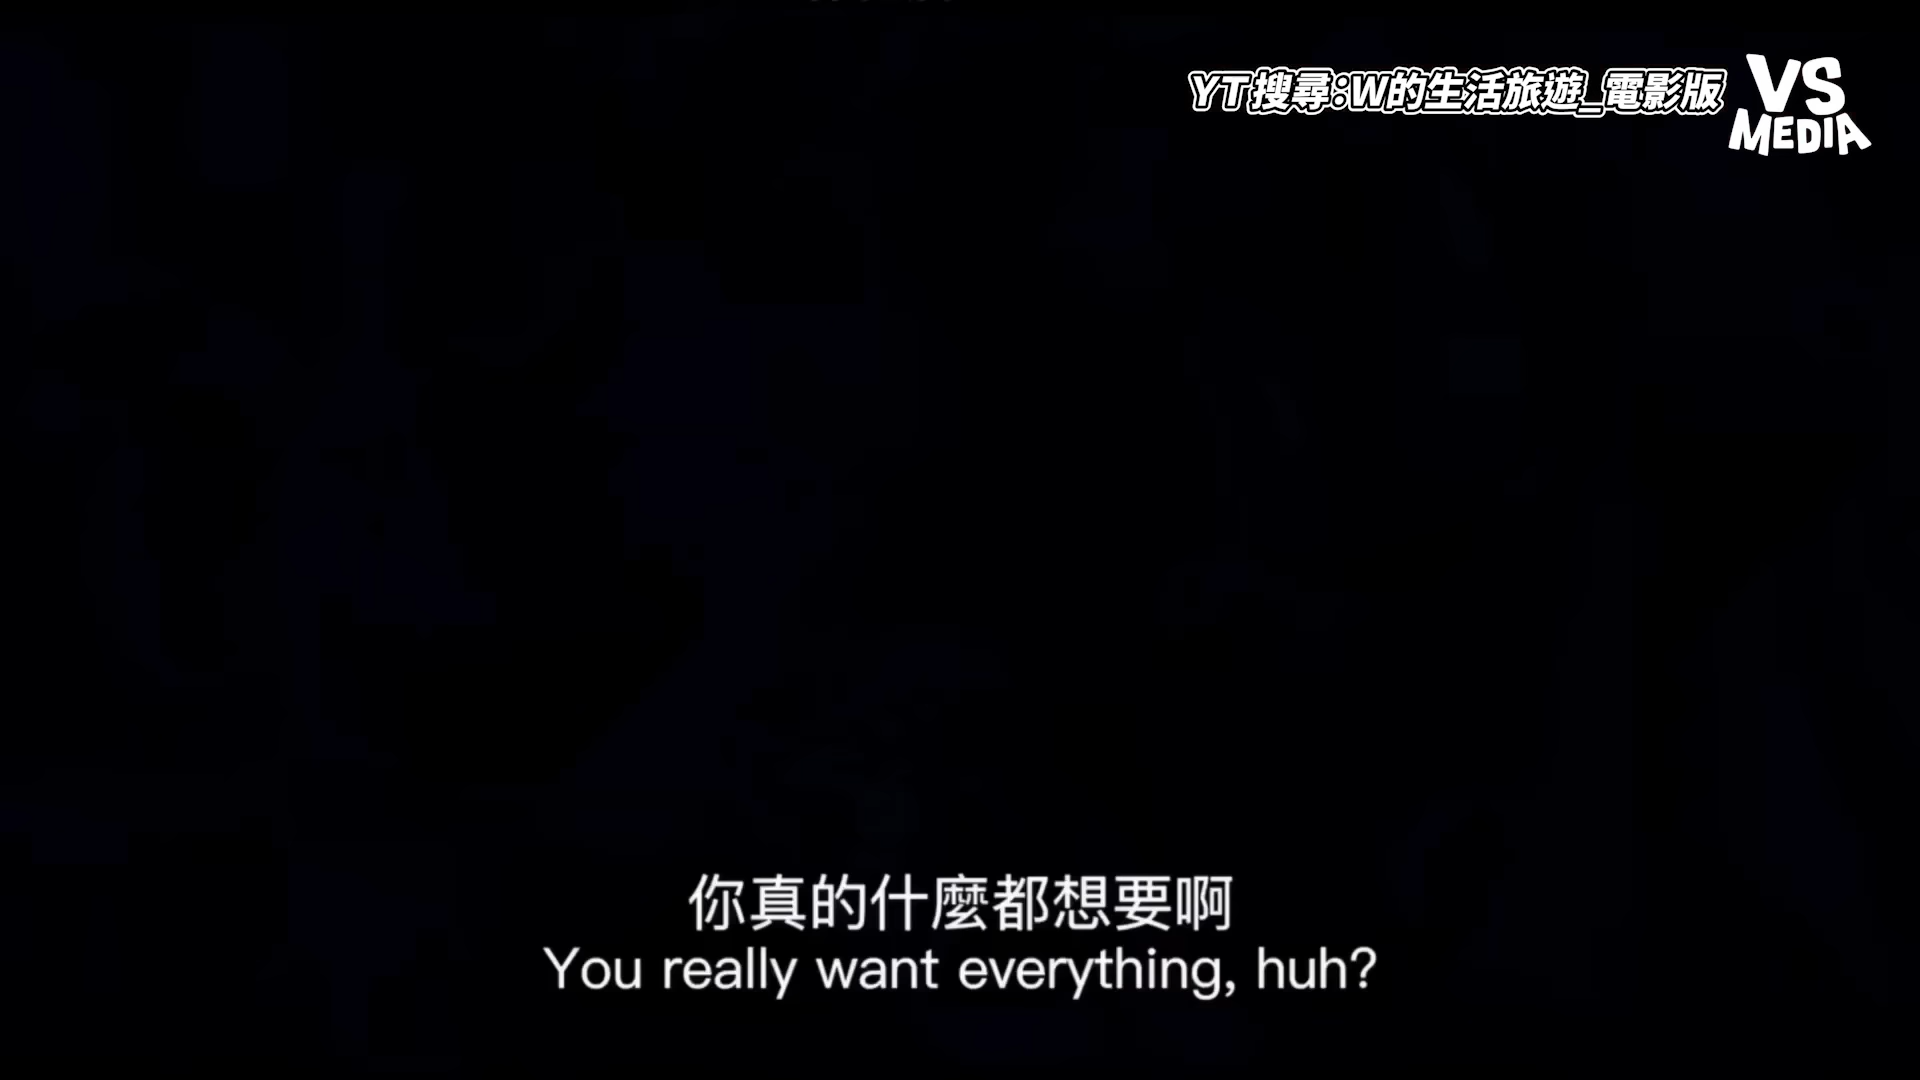 YT搜尋:W的生活旅遊_電影版
VS
MEDIA
你真的什麼都想要啊
You really want everything, huh?